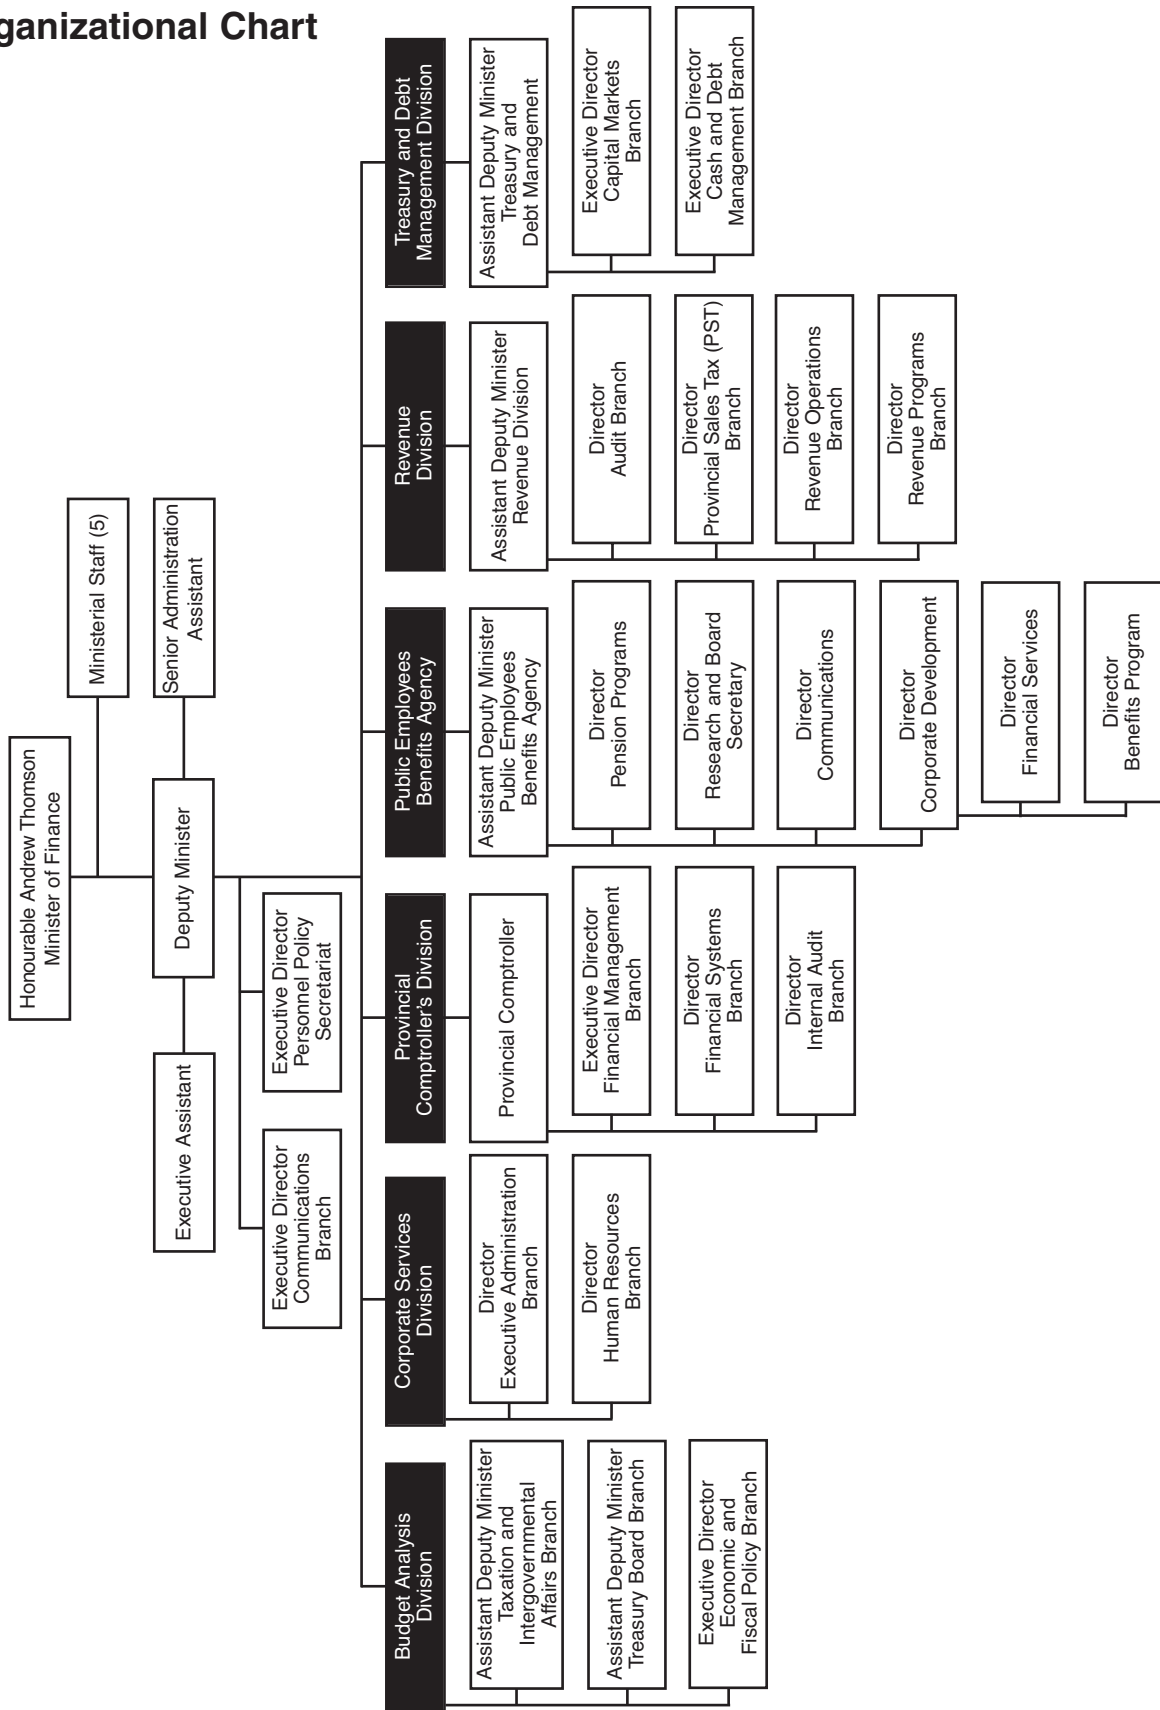 ganizational Chart
Honourable Andrew Thomson
Minister of Finance
Ministerial Staff (5)
Executive Assistant
Deputy Minister
Senior Administration
Assistant
Executive Director
Communications
Branch
Executive Director
Personnel Policy
Secretariat
Budget Analysis
Division
Assistant Deputy Minister
Taxation and
Intergovernmental
Affairs Branch
Assistant Deputy Minister
Treasury Board Branch
Executive Director
Economic and
Fiscal Policy Branch
Corporate Services
Division
Director
Executive Administration
Branch
Director
Human Resources
Branch
Provincial
Comptroller's Division
Provincial Comptroller
Executive Director
Financial Management
Branch
Director
Financial Systems
Branch
Director
Internal Audit
Branch
Public Employees
Benefits Agency
Assistant Deputy Minister
Public Employees
Benefits Agency
Director
Pension Programs
Director
Research and Board
Secretary
Director
Communications
Director
Corporate Development
Director
Financial Services
Director
Benefits Program
Revenue
Division
Assistant Deputy Minister
Revenue Division
Director
Audit Branch
Director
Provincial Sales Tax (PST)
Branch
Director
Revenue Operations
Branch
Director
Revenue Programs
Branch
Treasury and Debt
Management Division
Assistant Deputy Minister
Treasury and
Debt Management
Executive Director
Capital Markets
Branch
Executive Director
Cash and Debt
Management Branch